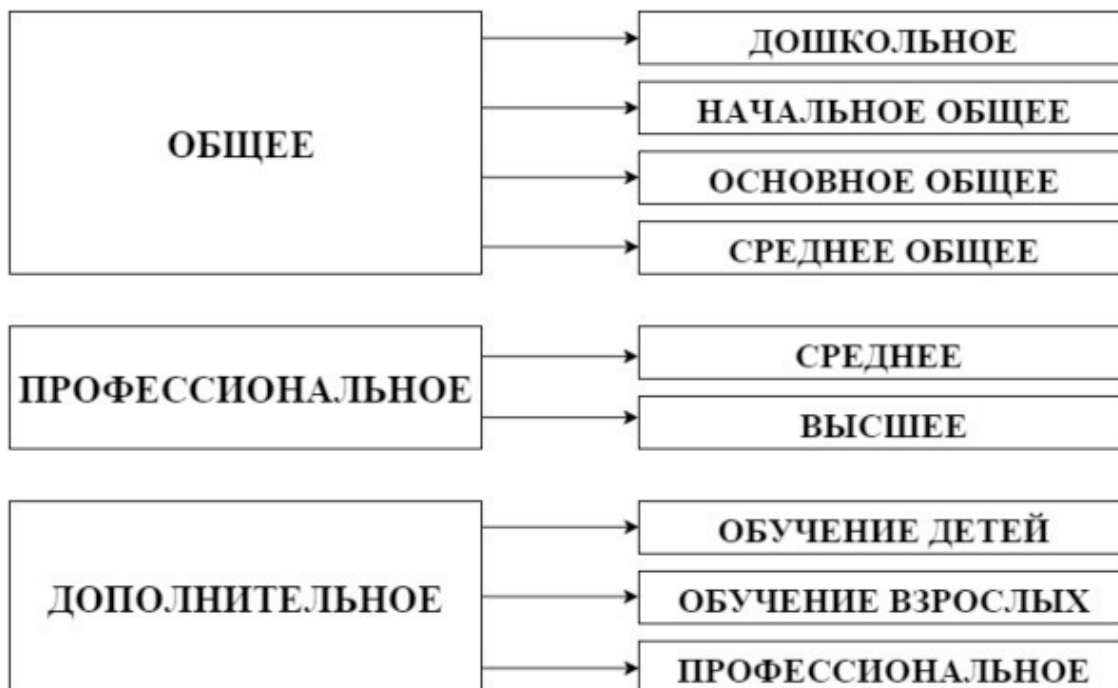 ОБЩЕЕ
ДОШКОЛЬНОЕ
НАЧАЛЬНОЕ ОБЩЕЕ
ОСНОВНОЕ ОБЩЕЕ
СРЕДНЕЕ ОБЩЕЕ
ПРОФЕССИОНАЛЬНОЕ
СРЕДНЕЕ
ВЫСШЕЕ
ДОПОЛНИТЕЛЬНОЕ
ОБУЧЕНИЕ ДЕТЕЙ
ОБУЧЕНИЕ ВЗРОСЛЫХ
ПРОФЕССИОНАЛЬНОЕ